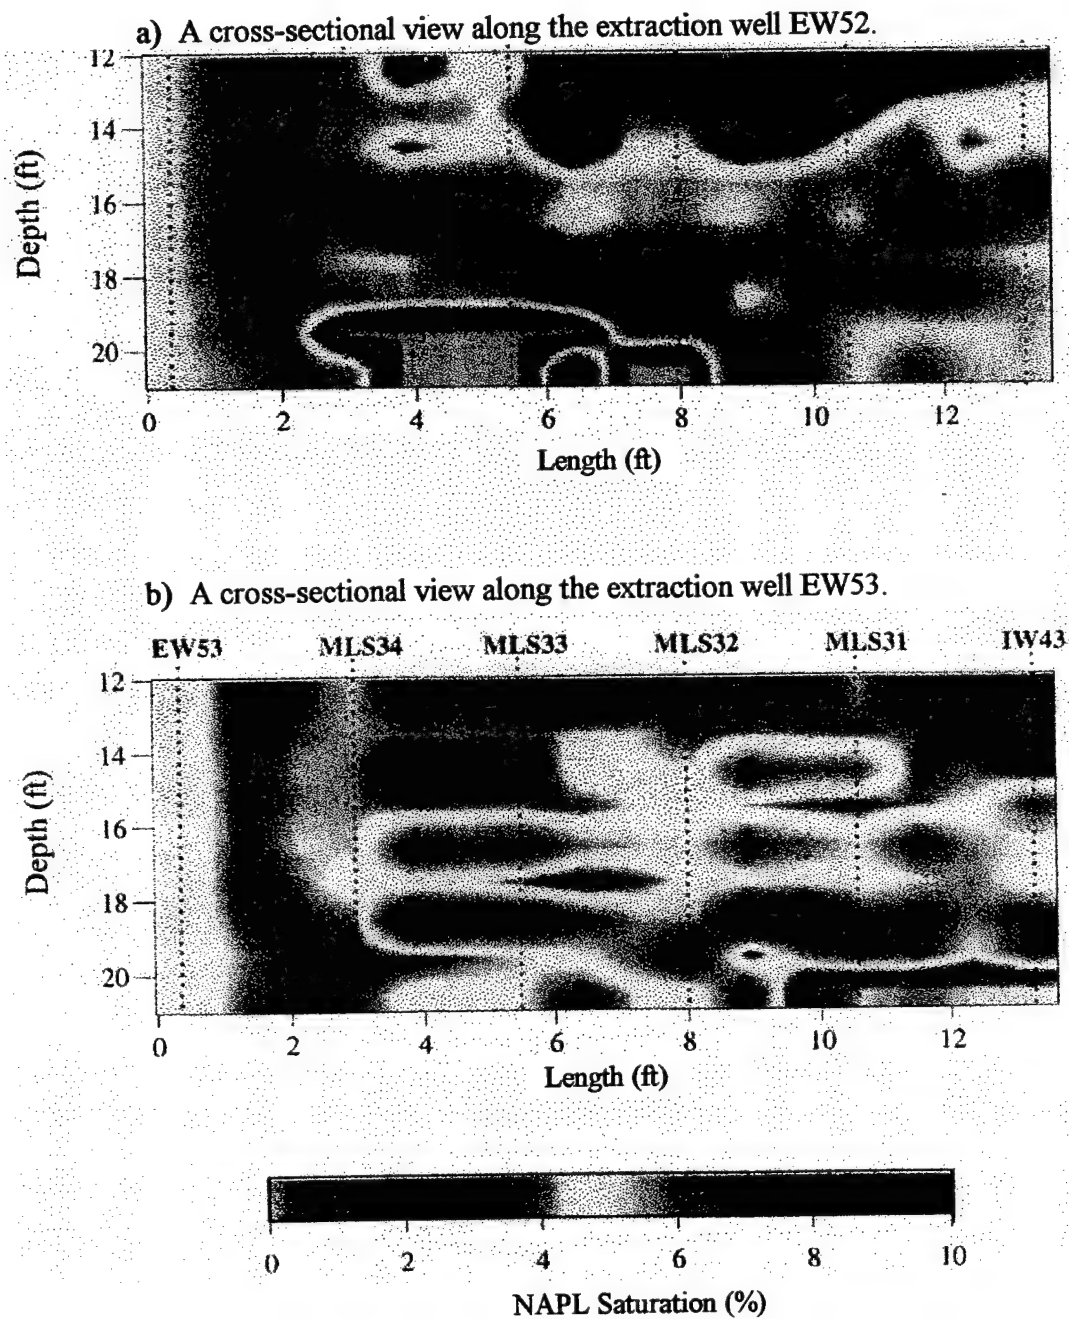 a) A cross-sectional view along the extraction well EW52.
12
14
16
18
20
Depth (ft)
0 2 4 6 8 10 12
Length (ft)
b) A cross-sectional view along the extraction well EW53.
EW53 MLS34 MLS33 MLS32 MLS31 IW43
12
14
16
18
20
Depth (ft)
0 2 4 6 8 10 12
Length (ft)
0 2 4 6 8 10
NAPL Saturation (%)